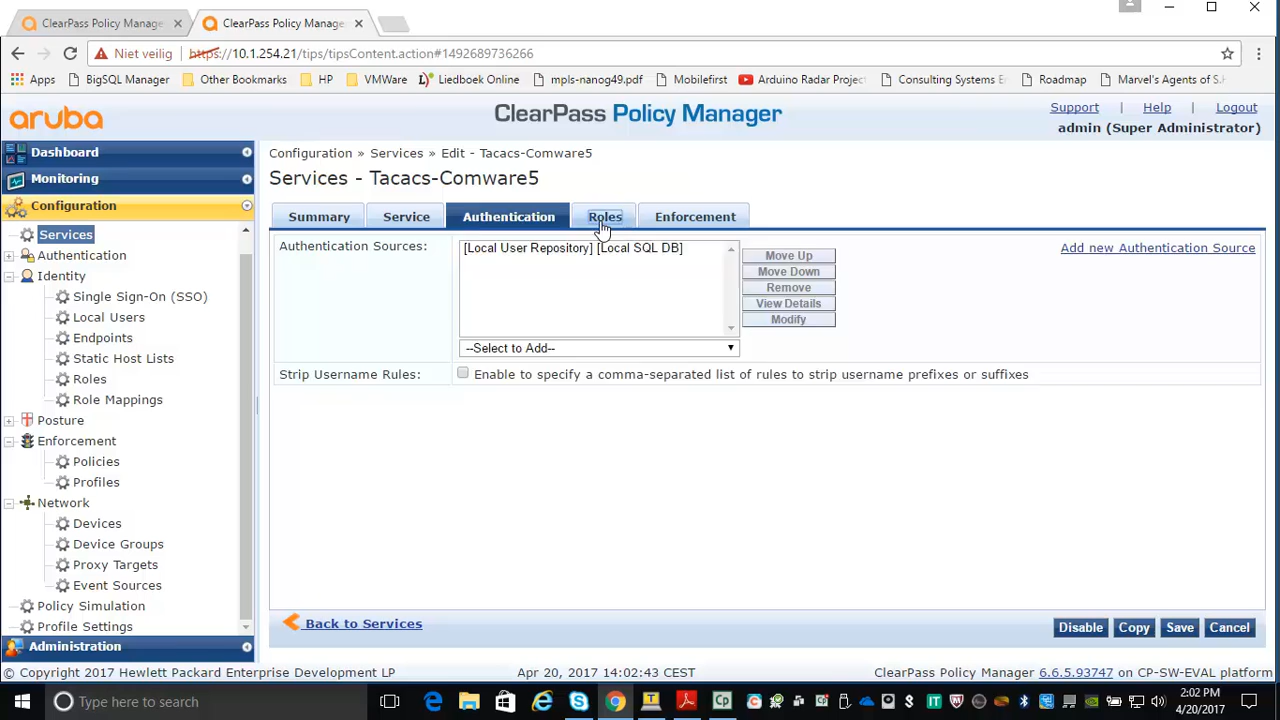 ClearPass Policy Manage
ClearPass Policy Manage
Niet veilig https://10.1.254.21/tips/tipsContent.action#1492689736266
Apps BigSQL Manager Other Bookmarks HP VMWare Lijstboek Online mpls-nanog49.pdf Mobilefirst Arduino Radar Projec Consulting Systems En Roadmap Marvel's Agents of S.H
aruba
ClearPass Policy Manager
Support | Help | Logout
admin (Super Administrator)
Dashboard
Monitoring
Configuration
Services
Authentication
Identity
Single Sign-On (SSO)
Local Users
Endpoints
Static Host Lists
Roles
Role Mappings
Posture
Enforcement
Policies
Profiles
Network
Devices
Device Groups
Proxy Targets
Event Sources
Policy Simulation
Profile Settings
Administration
Configuration » Services » Edit - Tacacs-Comware5
Services - Tacacs-Comware5
Summary Service Authentication Roles Enforcement
Authentication Sources:
[Local User Repository] [Local SQL DB]
Move Up
Move Down
Remove
View Details
Modify
Add new Authentication Source
--Select to Add--
Strip Username Rules: Enable to specify a comma-separated list of rules to strip username prefixes or suffixes
Back to Services
Disable Copy Save Cancel
© Copyright 2017 Hewlett Packard Enterprise Development LP Apr 20, 2017 14:02:43 CEST ClearPass Policy Manager 6.6.5.93747 on CP-SW-EVAL platform
Type here to search
2:02 PM
4/20/2017